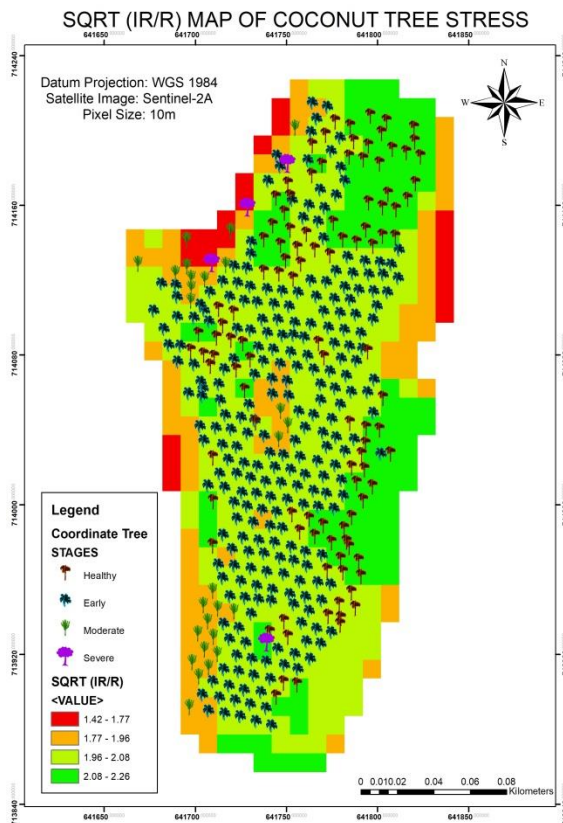 SQRT (IR/R) MAP OF COCONUT TREE STRESS
641650 641700 641750 641800 641850
714240
714160
714080
714000
713920
713840
Datum Projection: WGS 1984
Satellite Image: Sentinel-2A
Pixel Size: 10m
N
W E
S
Legend
Coordinate Tree
STAGES
Healthy
Early
Moderate
Severe
SQRT (IR/R)
<VALUE>
1.42 - 1.77
1.77 - 1.96
1.96 - 2.08
2.08 - 2.26
0 0.010.02 0.04 0.06 0.08
Kilometers
641650 641700 641750 641800 641850